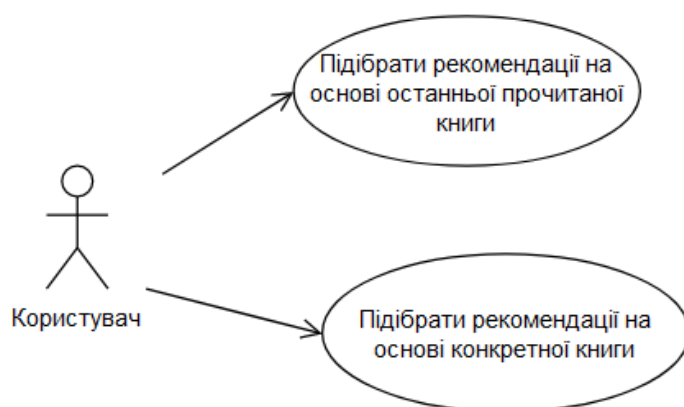 Підібрати рекомендації на
основі останньої прочитаної
книги
Користувач
Підібрати рекомендації на
основі конкретної книги